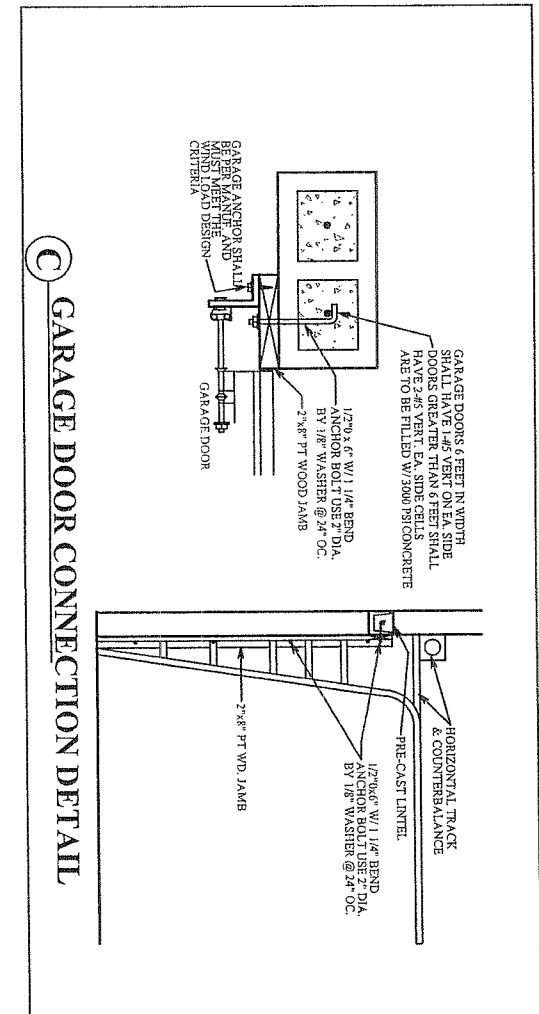 GARAGE DOORS 6 FEET IN WIDTH
SHALL HAVE 1-#5 VERT ON EA. SIDE
DOORS GREATER THAN 6 FEET SHALL
HAVE 2-#5 VERT. EA. SIDE CELLS
ARE TO BE FILLED W/ 3000 PSI CONCRETE
1/2"0 x 6" W/ 1 1/4" BEND
ANCHOR BOLT USE 2" DIA.
BY 1/8" WASHER @ 24" OC.
2"x8" PT WOOD JAMB
GARAGE ANCHOR SHALL
BE PER MANUF. AND
MUST MEET THE
WIND LOAD DESIGN
CRITERIA
GARAGE DOOR
HORIZONTAL TRACK
& COUNTERBALANCE
PRE-CAST LINTEL
1/2"0x6" W/ 1 1/4" BEND
ANCHOR BOLT USE 2" DIA.
BY 1/8" WASHER @ 24" OC.
2"x8" PT WD. JAMB
C GARAGE DOOR CONNECTION DETAIL